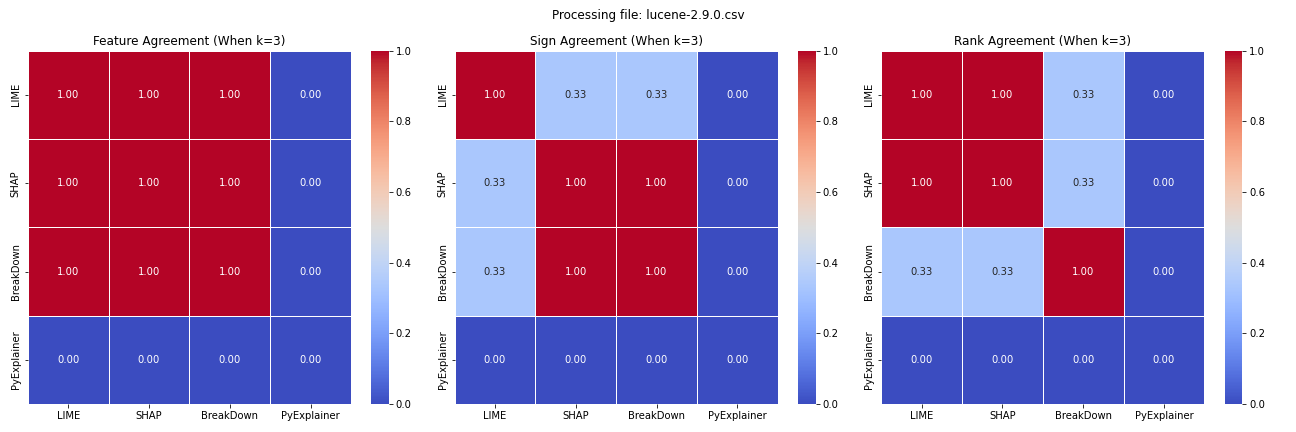 Processing file: lucene-2.9.0.csv
Feature Agreement (When k=3)
LIME 1.00 1.00 1.00 0.00
SHAP 1.00 1.00 1.00 0.00
BreakDown 1.00 1.00 1.00 0.00
PyExplainer 0.00 0.00 0.00 0.00
LIME SHAP BreakDown PyExplainer
1.0
0.8
0.6
0.4
0.2
0.0
Sign Agreement (When k=3)
LIME 1.00 0.33 0.33 0.00
SHAP 0.33 1.00 1.00 0.00
BreakDown 0.33 1.00 1.00 0.00
PyExplainer 0.00 0.00 0.00 0.00
LIME SHAP BreakDown PyExplainer
1.0
0.8
0.6
0.4
0.2
0.0
Rank Agreement (When k=3)
LIME 1.00 1.00 0.33 0.00
SHAP 1.00 1.00 0.33 0.00
BreakDown 0.33 0.33 1.00 0.00
PyExplainer 0.00 0.00 0.00 0.00
LIME SHAP BreakDown PyExplainer
1.0
0.8
0.6
0.4
0.2
0.0